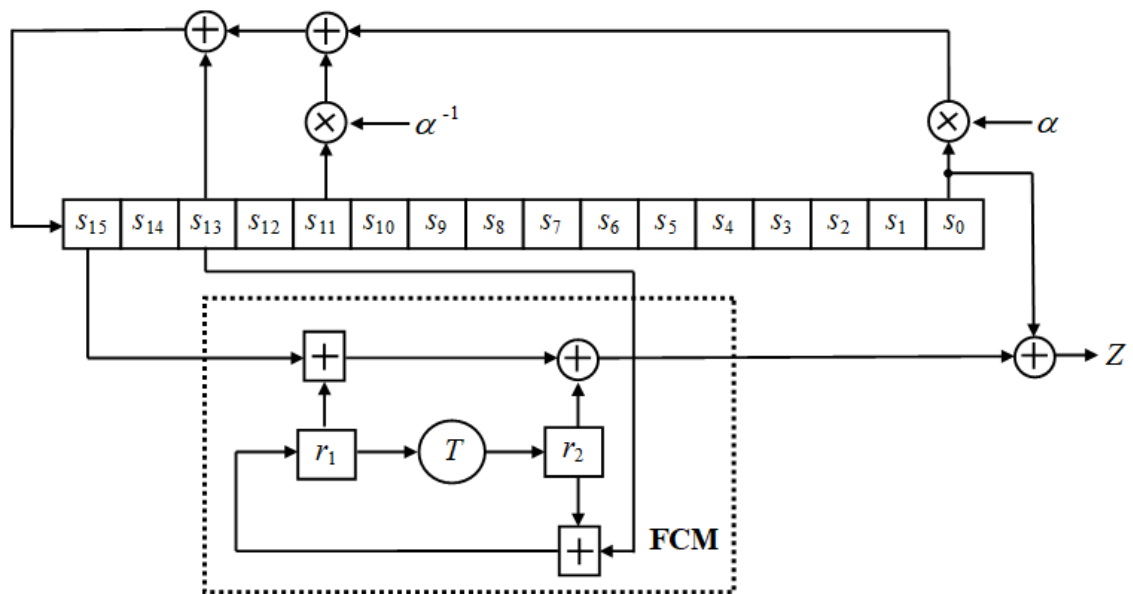 + +
× α⁻¹ × α
s₁₅ s₁₄ s₁₃ s₁₂ s₁₁ s₁₀ s₉ s₈ s₇ s₆ s₅ s₄ s₃ s₂ s₁ s₀
+ + + Z
r₁ T r₂
+ FCM